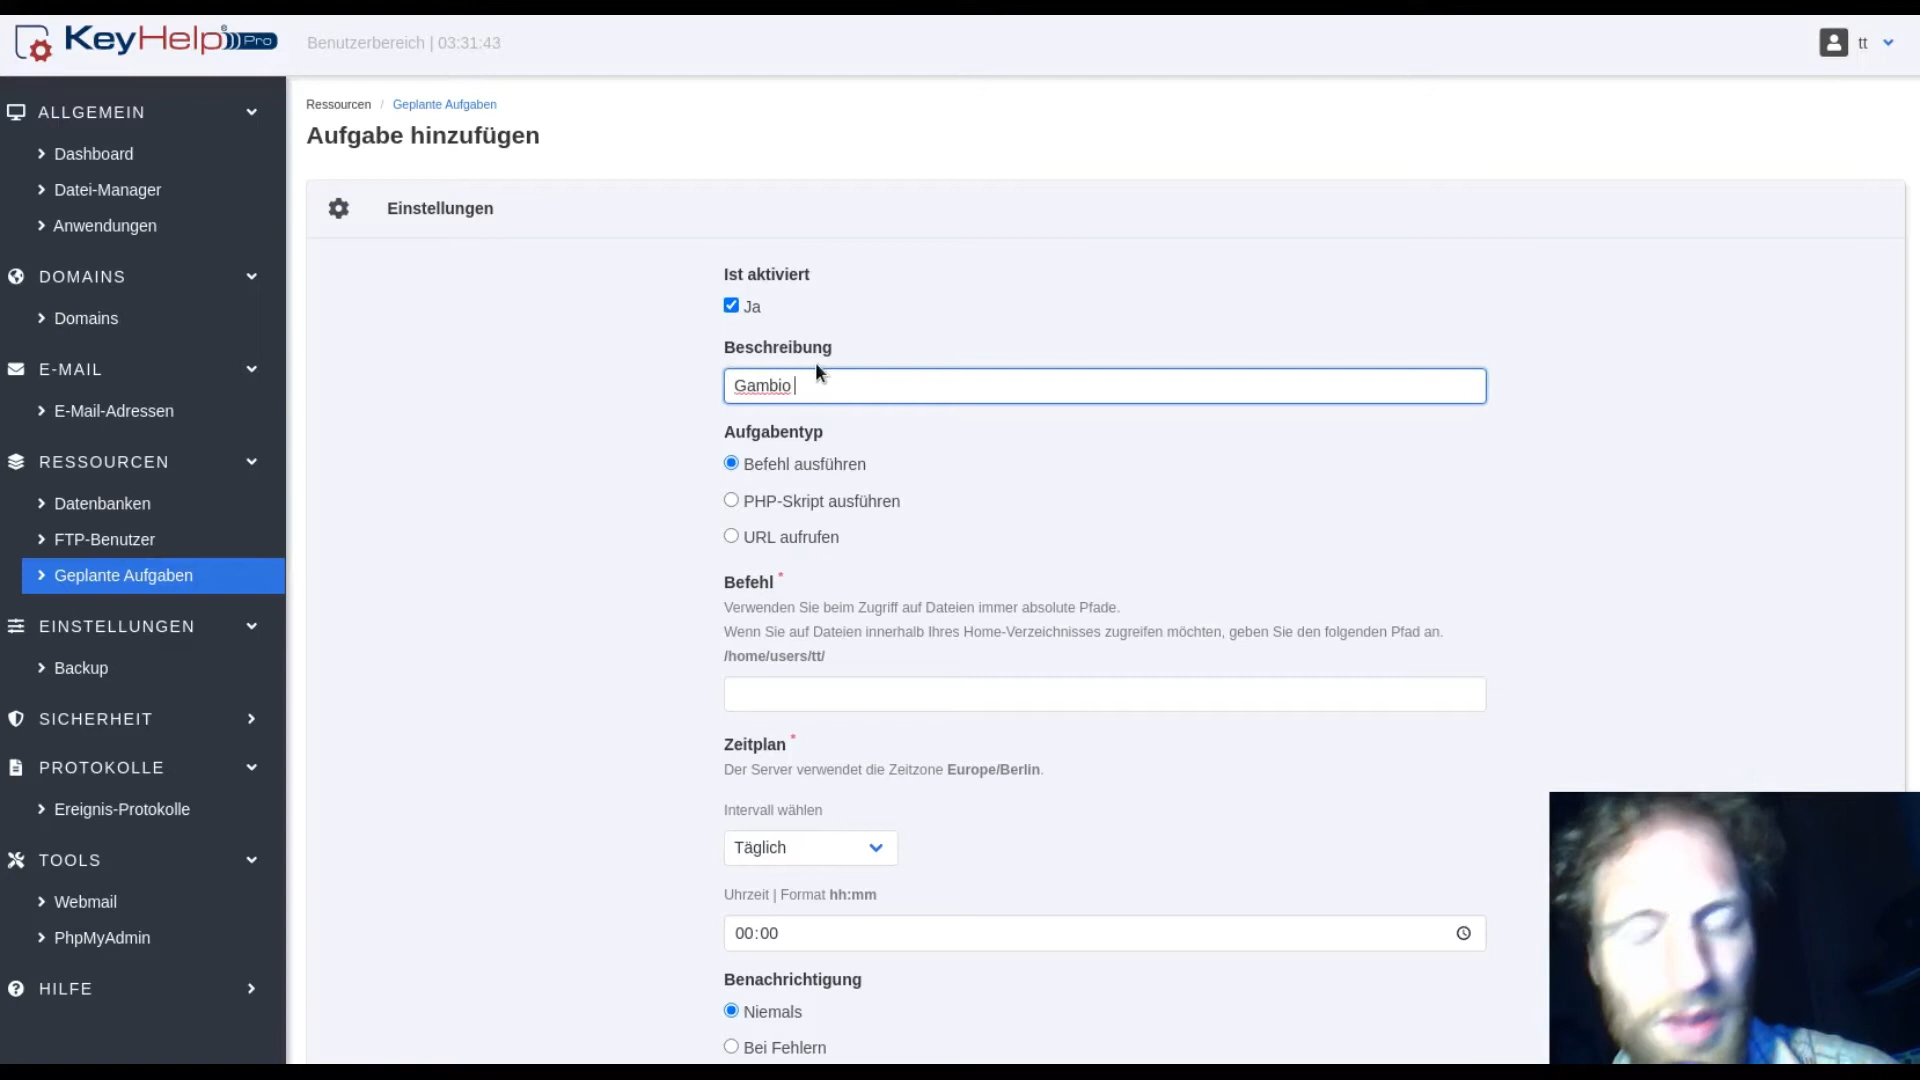 KeyHelp Pro
Benutzerbereich | 03:31:43
tt
ALLGEMEIN
Dashboard
Datei-Manager
Anwendungen
DOMAINS
Domains
E-MAIL
E-Mail-Adressen
RESSOURCEN
Datenbanken
FTP-Benutzer
Geplante Aufgaben
EINSTELLUNGEN
Backup
SICHERHEIT
PROTOKOLLE
Ereignis-Protokolle
TOOLS
Webmail
PhpMyAdmin
HILFE
Ressourcen / Geplante Aufgaben
Aufgabe hinzufügen
Einstellungen
Ist aktiviert
Ja
Beschreibung
Gambio
Aufgabentyp
Befehl ausführen
PHP-Skript ausführen
URL aufrufen
Befehl *
Verwenden Sie beim Zugriff auf Dateien immer absolute Pfade.
Wenn Sie auf Dateien innerhalb Ihres Home-Verzeichnisses zugreifen möchten, geben Sie den folgenden Pfad an.
/home/users/tt/
Zeitplan *
Der Server verwendet die Zeitzone Europe/Berlin.
Intervall wählen
Täglich
Uhrzeit | Format hh:mm
00:00
Benachrichtigung
Niemals
Bei Fehlern